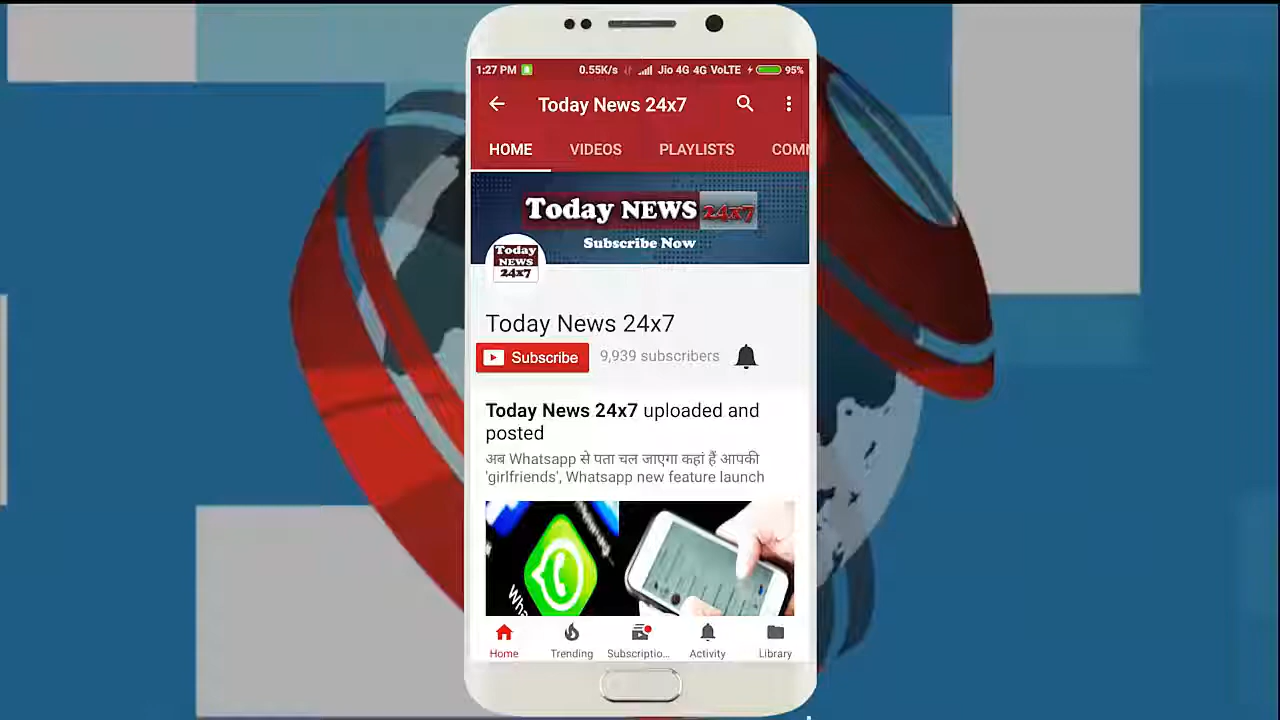 1:27 PM 0.55K/s Jio 4G 4G VoLTE 95%
Today News 24x7
HOME VIDEOS PLAYLISTS COMM
Today NEWS 24x7
Subscribe Now
Today
NEWS
24x7
Today News 24x7
Subscribe 9,939 subscribers
Today News 24x7 uploaded and
posted
अब Whatsapp से पता चल जाएगा कहां हैं आपकी
'girlfriends', Whatsapp new feature launch
Home Trending Subscriptio... Activity Library